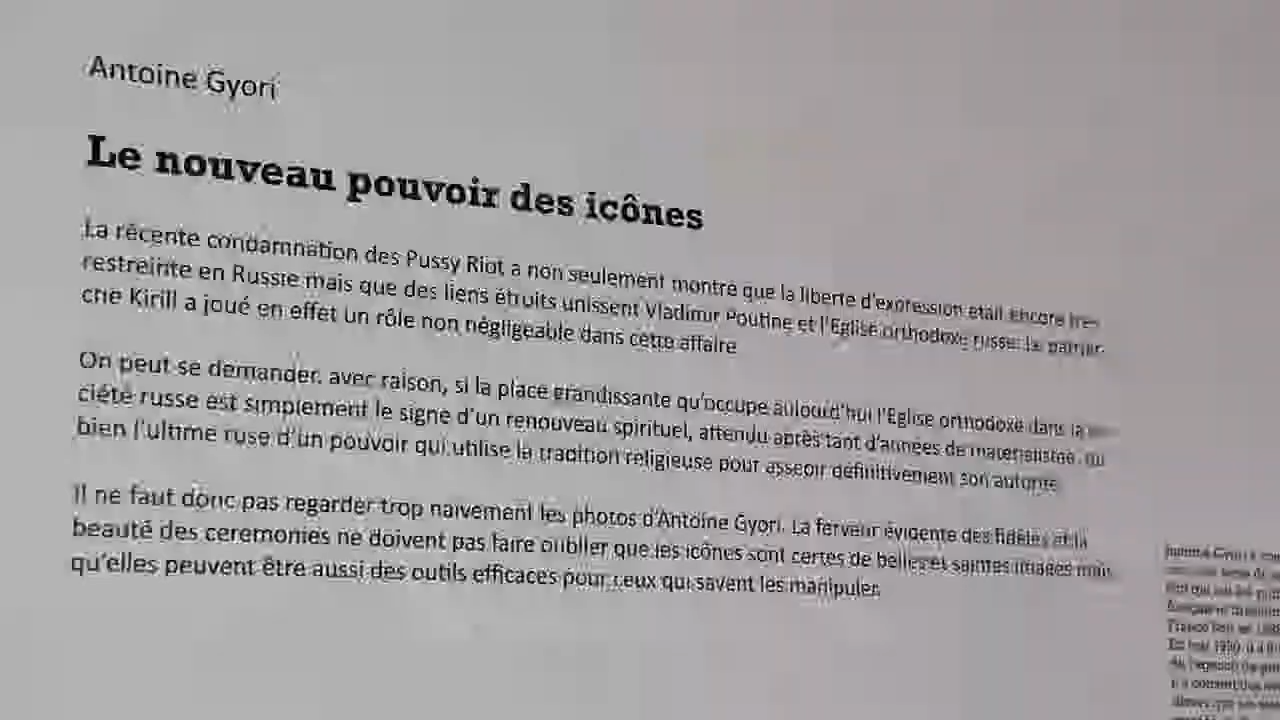 Antoine Gyori
Le nouveau pouvoir des icônes
La récente condamnation des Pussy Riot a non seulement montré que la liberté d'expression était encore très
restreinte en Russie mais que des liens étroits unissent Vladimir Poutine et l'Eglise orthodoxe russe. Le patriar-
che Kirill a joué en effet un rôle non négligeable dans cette affaire
On peut se demander, avec raison, si la place grandissante qu'occupe aujourd'hui l'Eglise orthodoxe dans la
ciété russe est simplement le signe d'un renouveau spirituel, attendu après tant d'années de matérialisme, ou
bien l'ultime ruse d'un pouvoir qui utilise la tradition religieuse pour asseoir définitivement son autorité.
Il ne faut donc pas regarder trop naïvement les photos d'Antoine Gyori. La ferveur évidente des fidèles et la
beauté des ceremonies ne doivent pas faire oublier que les icônes sont certes de belles et saintes images mais
qu'elles peuvent être aussi des outils efficaces pour ceux qui savent les manipuler.